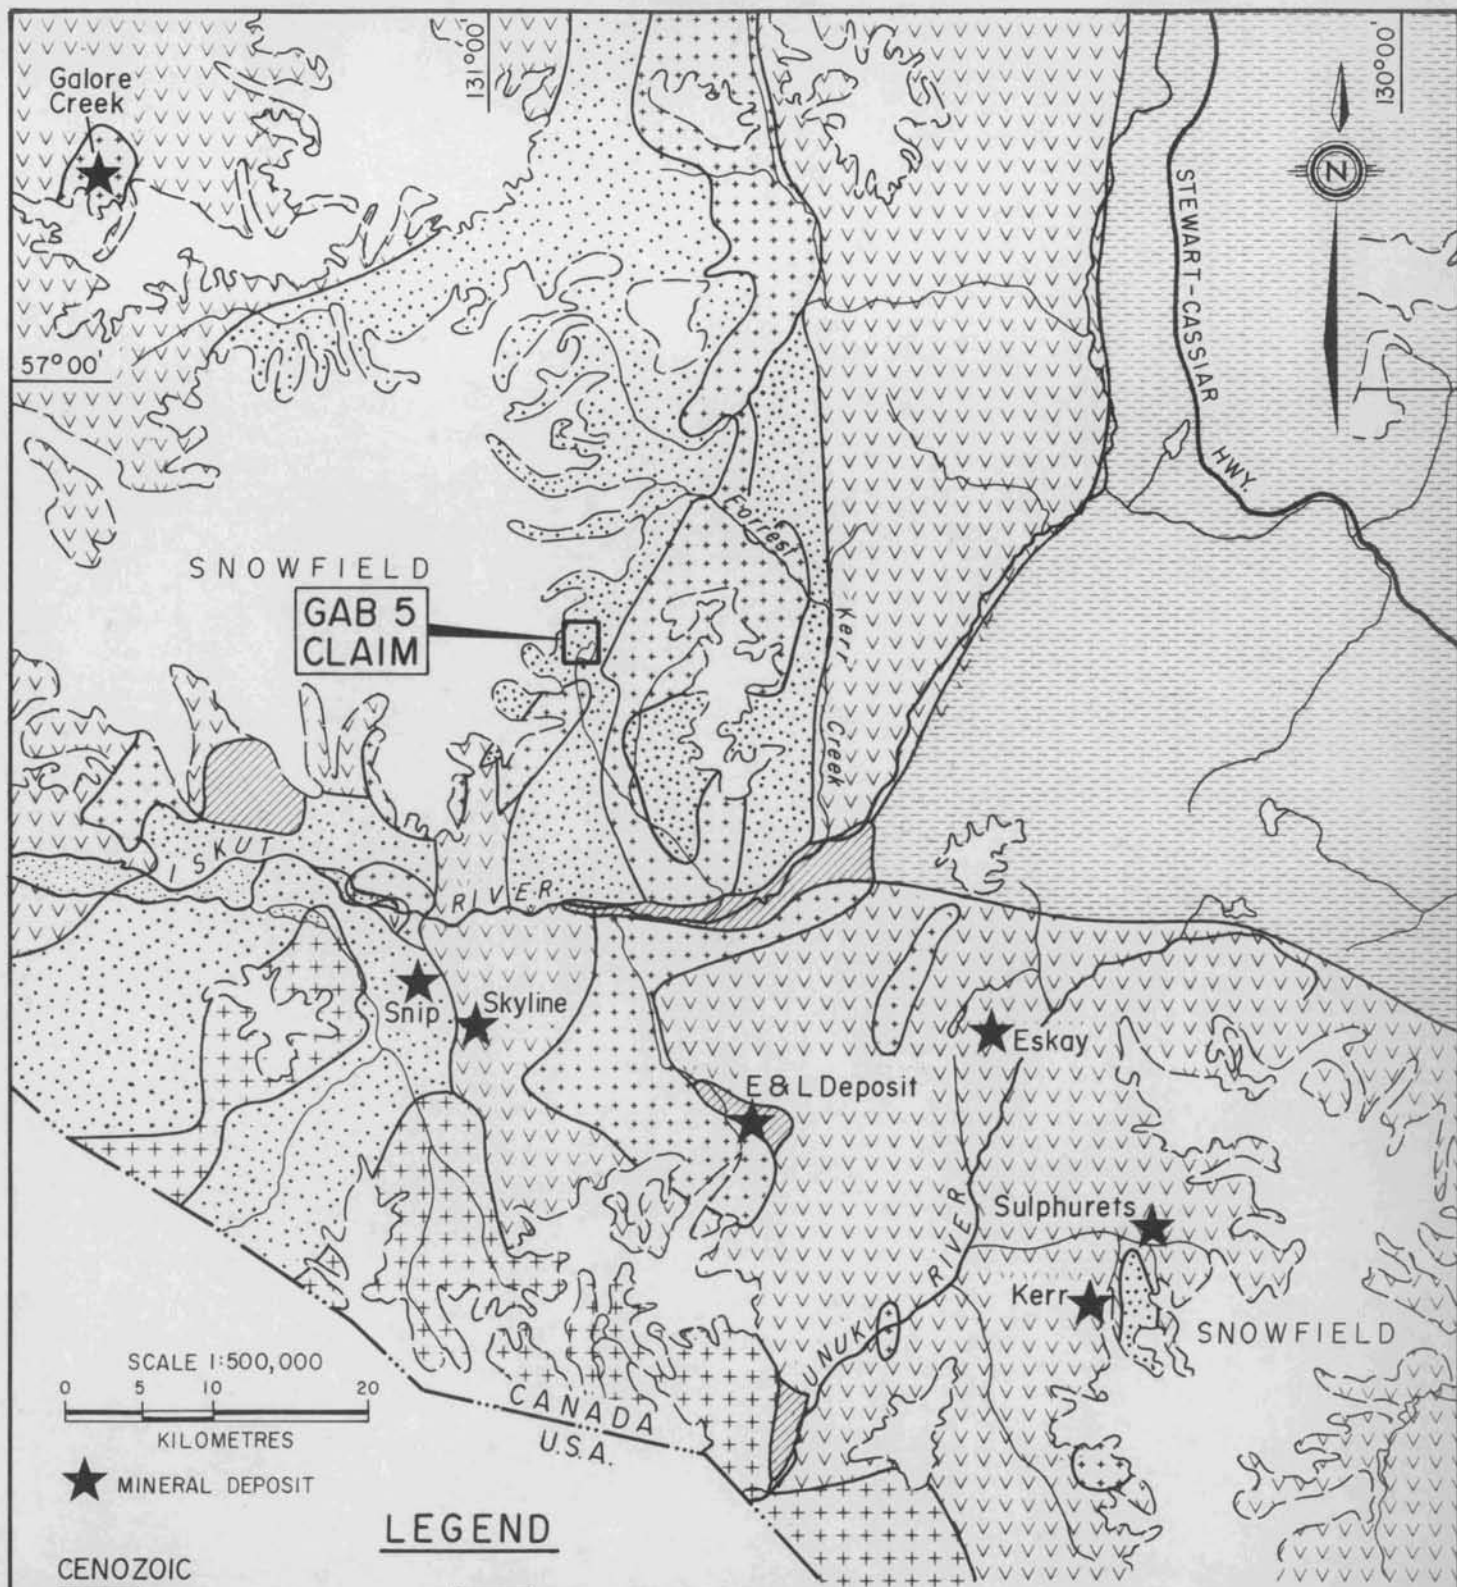 Galore
Creek
131°00'
130°00'
N
STEWART-CASSIAR
HWY.
57°00'
Forrest
Kerr
Creek
SNOWFIELD
GAB 5
CLAIM
ISKUT
RIVER
Snip
Skyline
Eskay
E & L Deposit
Sulphurets
RIVER
UNUK
Kerr
SNOWFIELD
SCALE 1:500,000
0 5 10 20
KILOMETRES
CANADA
U.S.A.
MINERAL DEPOSIT
LEGEND
CENOZOIC